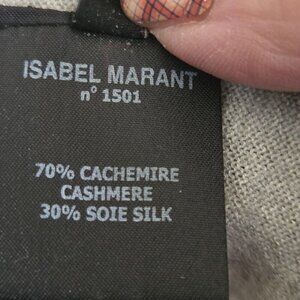 ISABEL MARANT
n° 1501
70% CACHEMIRE
CASHMERE
30% SOIE SILK